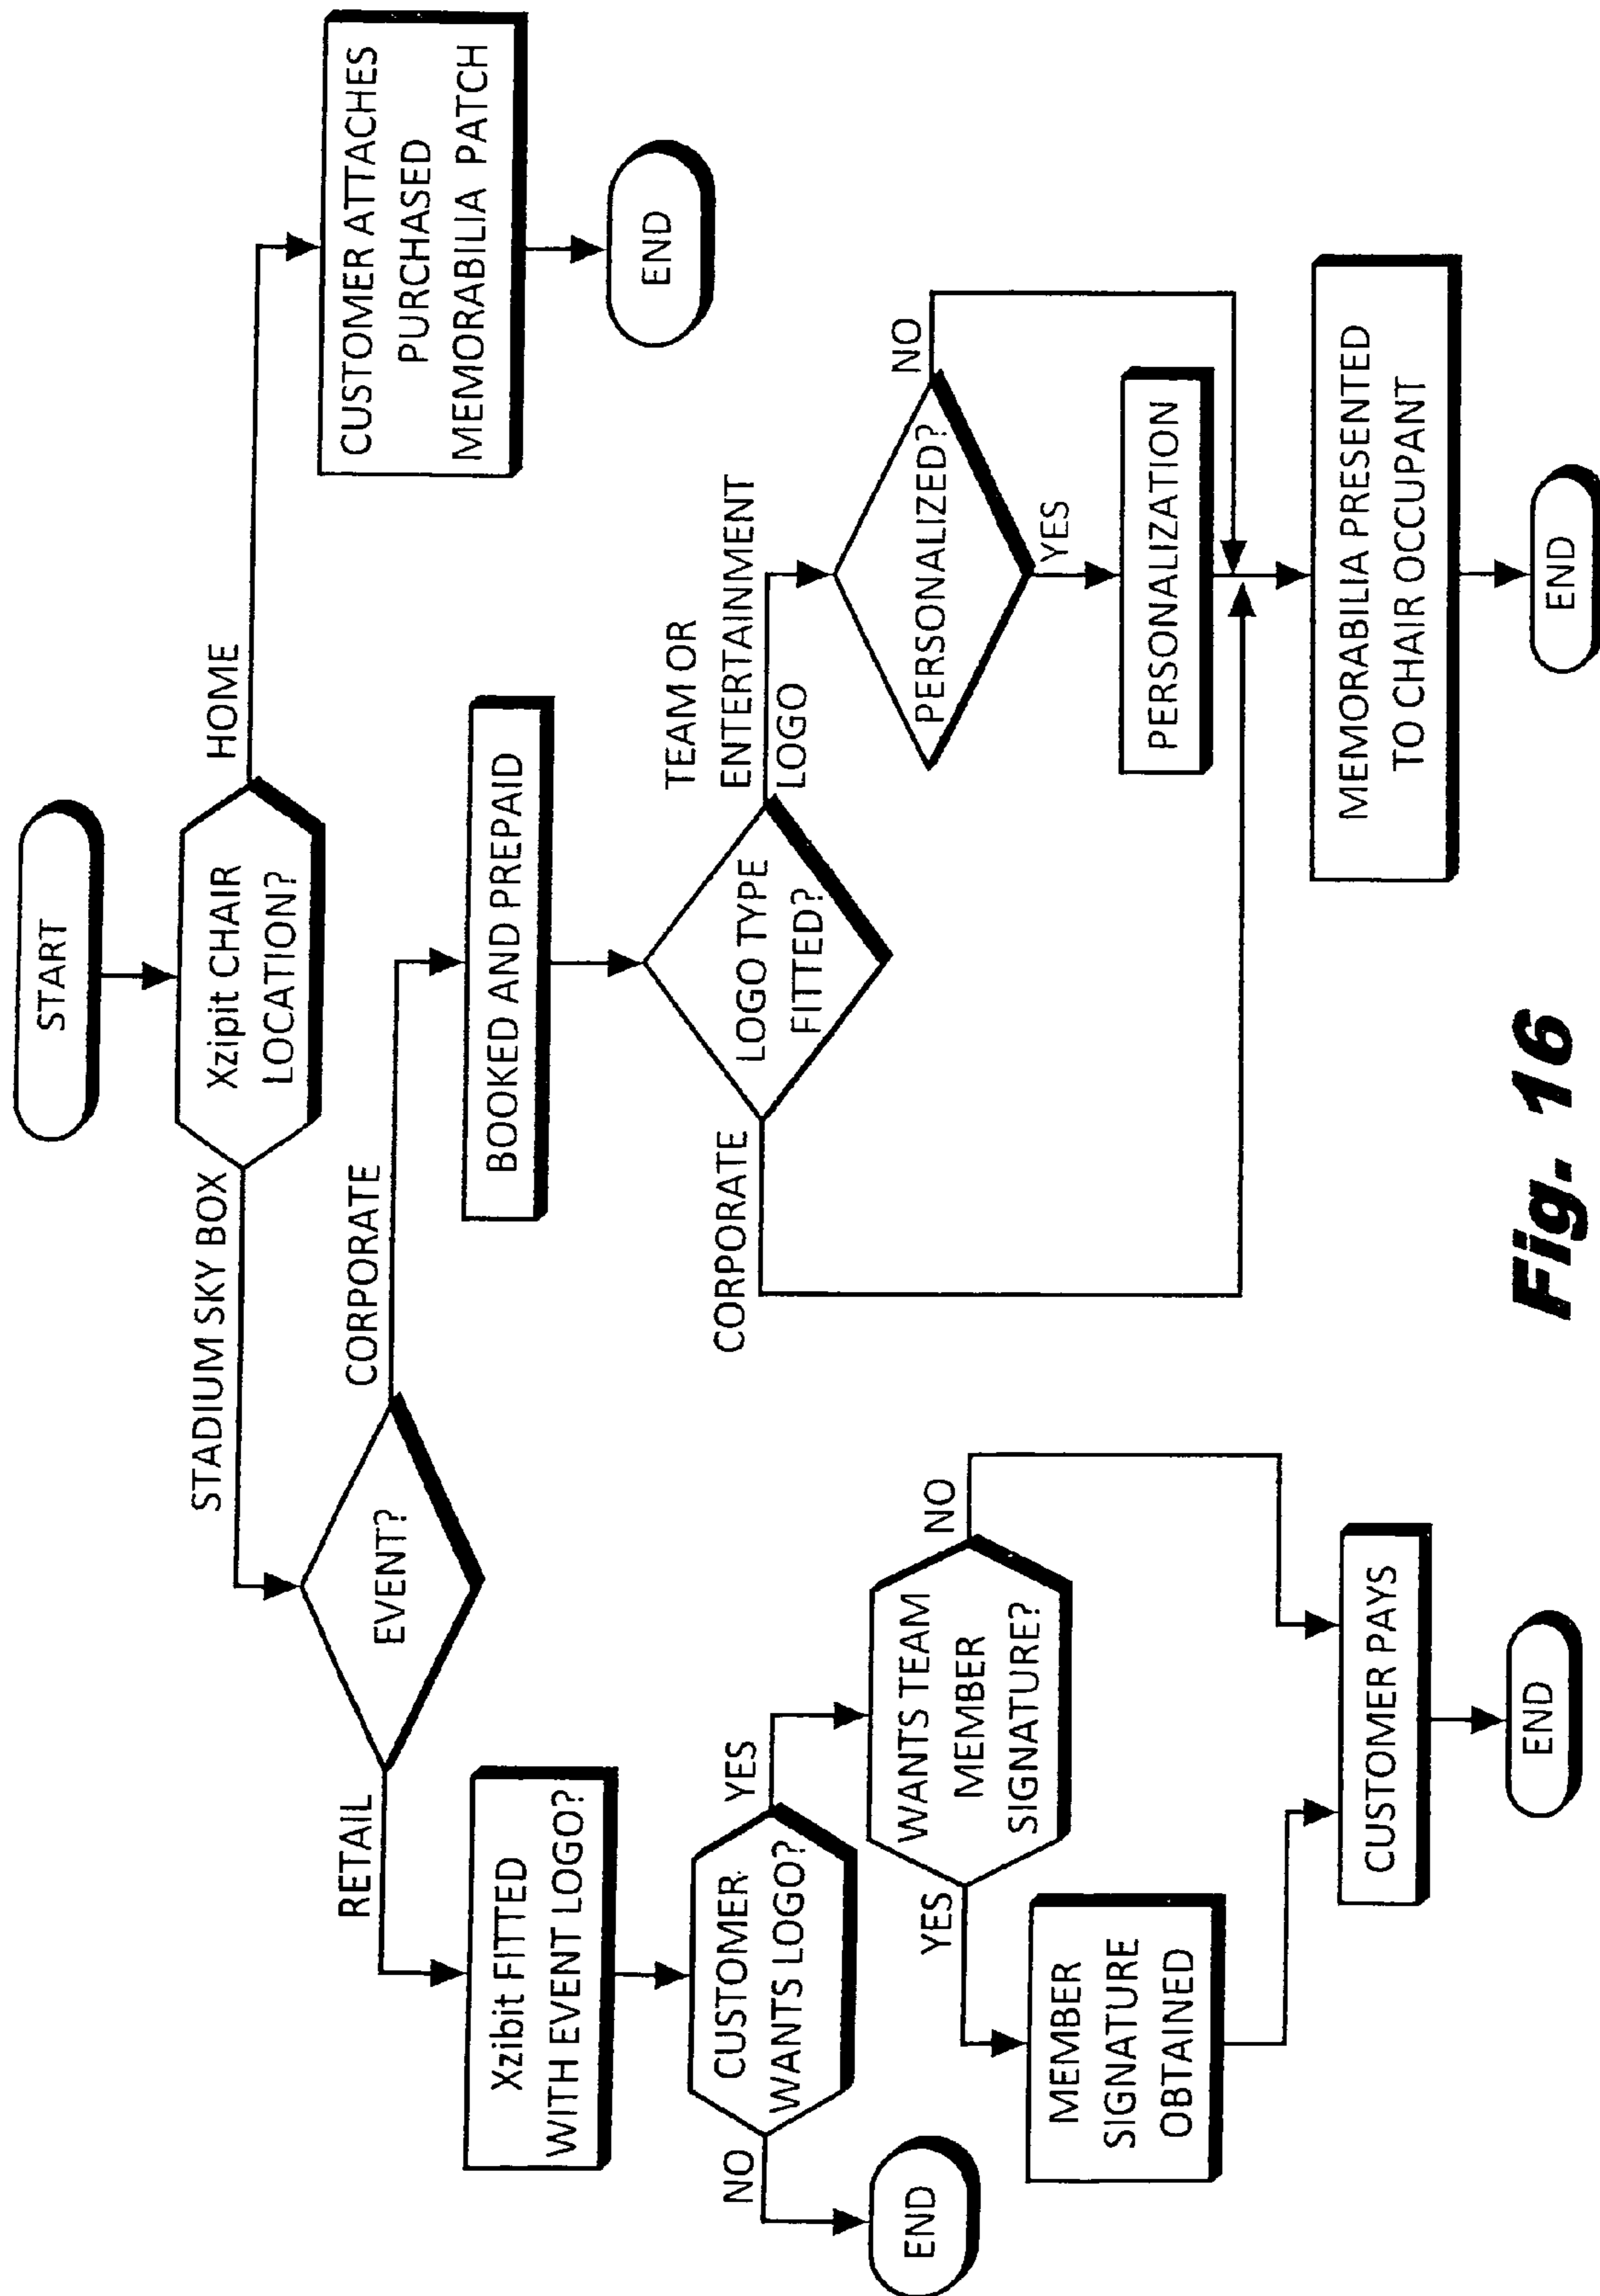 START
Xzipit CHAIR
LOCATION?
STADIUM SKY BOX
HOME
CUSTOMER ATTACHES
PURCHASED
MEMORABILIA PATCH
END
EVENT?
RETAIL
CORPORATE
Xzibit FITTED
WITH EVENT LOGO?
CUSTOMER
WANTS LOGO?
NO
YES
END
WANTS TEAM
MEMBER
SIGNATURE?
YES
NO
MEMBER
SIGNATURE
OBTAINED
CUSTOMER PAYS
END
BOOKED AND PREPAID
LOGO TYPE
FITTED?
CORPORATE
TEAM OR
ENTERTAINMENT
LOGO
PERSONALIZED?
NO
YES
PERSONALIZATION
MEMORABILIA PRESENTED
TO CHAIR OCCUPANT
END
Fig. 16